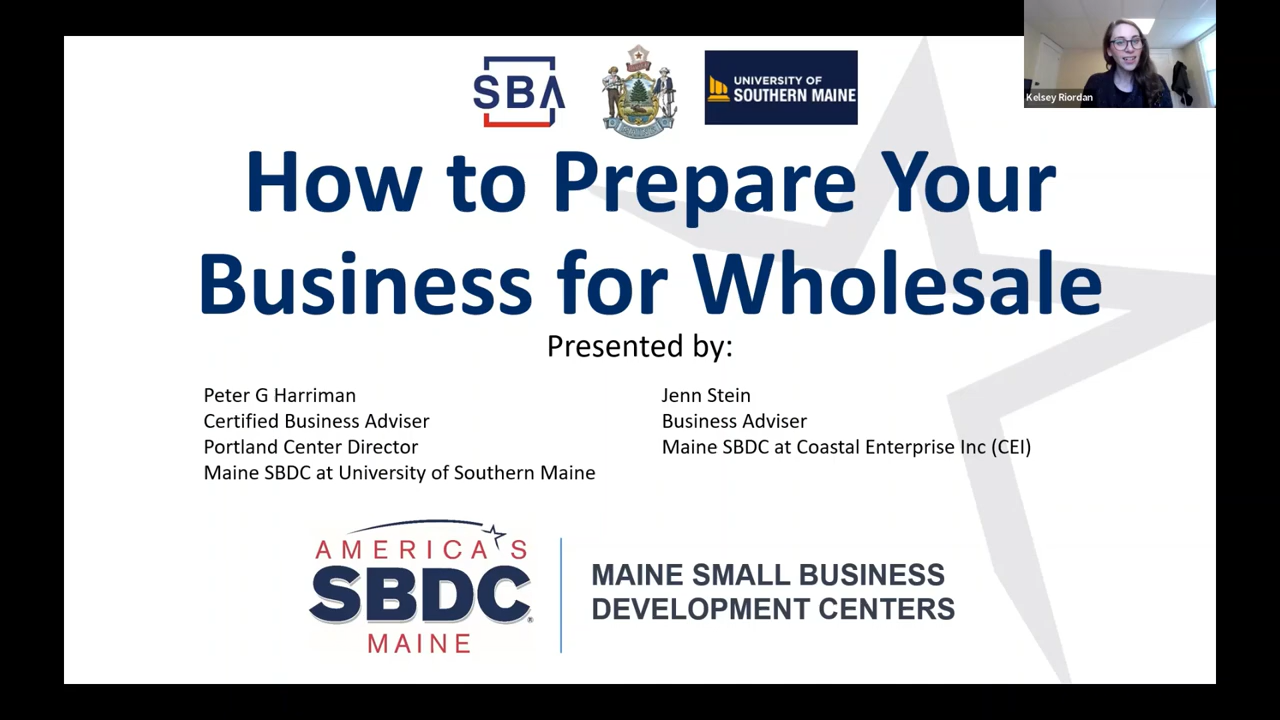 SBA
UNIVERSITY OF
SOUTHERN MAINE
Kelsey Riordan
How to Prepare Your
Business for Wholesale
Presented by:
Peter G Harriman
Certified Business Adviser
Portland Center Director
Maine SBDC at University of Southern Maine
Jenn Stein
Business Adviser
Maine SBDC at Coastal Enterprise Inc (CEI)
AMERICA'S
SBDC®
MAINE
MAINE SMALL BUSINESS
DEVELOPMENT CENTERS